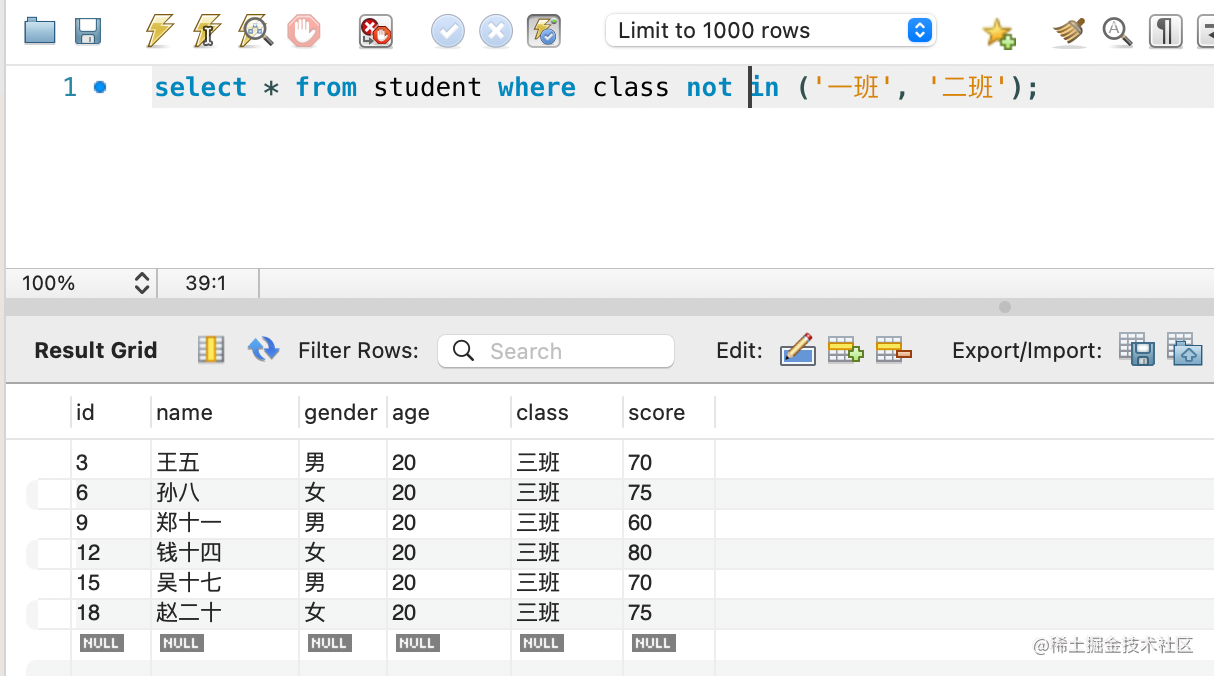 Limit to 1000 rows
1 select * from student where class not in ('一班', '二班');
100% 39:1
Result Grid Filter Rows: Search Edit: Export/Import:
id name gender age class score
3 王五 男 20 三班 70
6 孙八 女 20 三班 75
9 郑十一 男 20 三班 60
12 钱十四 女 20 三班 80
15 吴十七 男 20 三班 70
18 赵二十 女 20 三班 75
NULL NULL NULL NULL NULL NULL
@稀土掘金技术社区